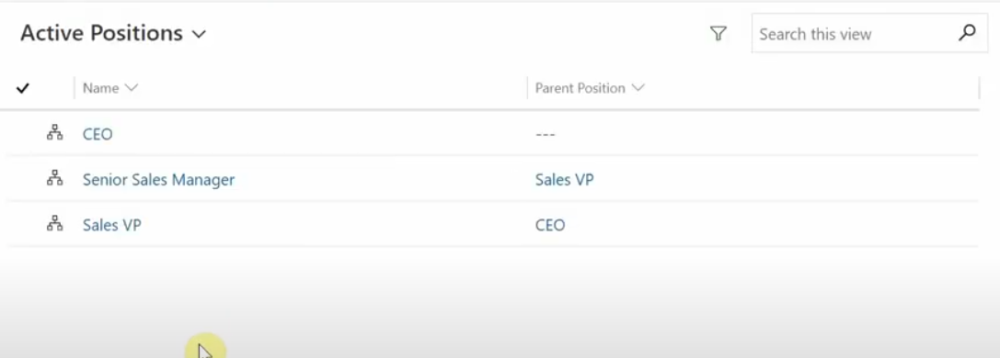 Active Positions
Search this view
Name Parent Position
CEO ---
Senior Sales Manager Sales VP
Sales VP CEO